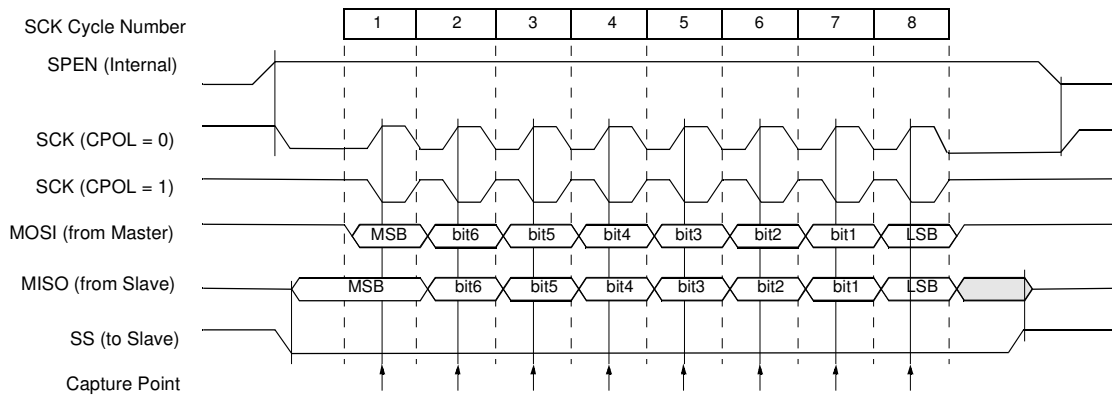 SCK Cycle Number 1 2 3 4 5 6 7 8
SPEN (Internal)
SCK (CPOL = 0)
SCK (CPOL = 1)
MOSI (from Master) MSB bit6 bit5 bit4 bit3 bit2 bit1 LSB
MISO (from Slave) MSB bit6 bit5 bit4 bit3 bit2 bit1 LSB
SS (to Slave)
Capture Point